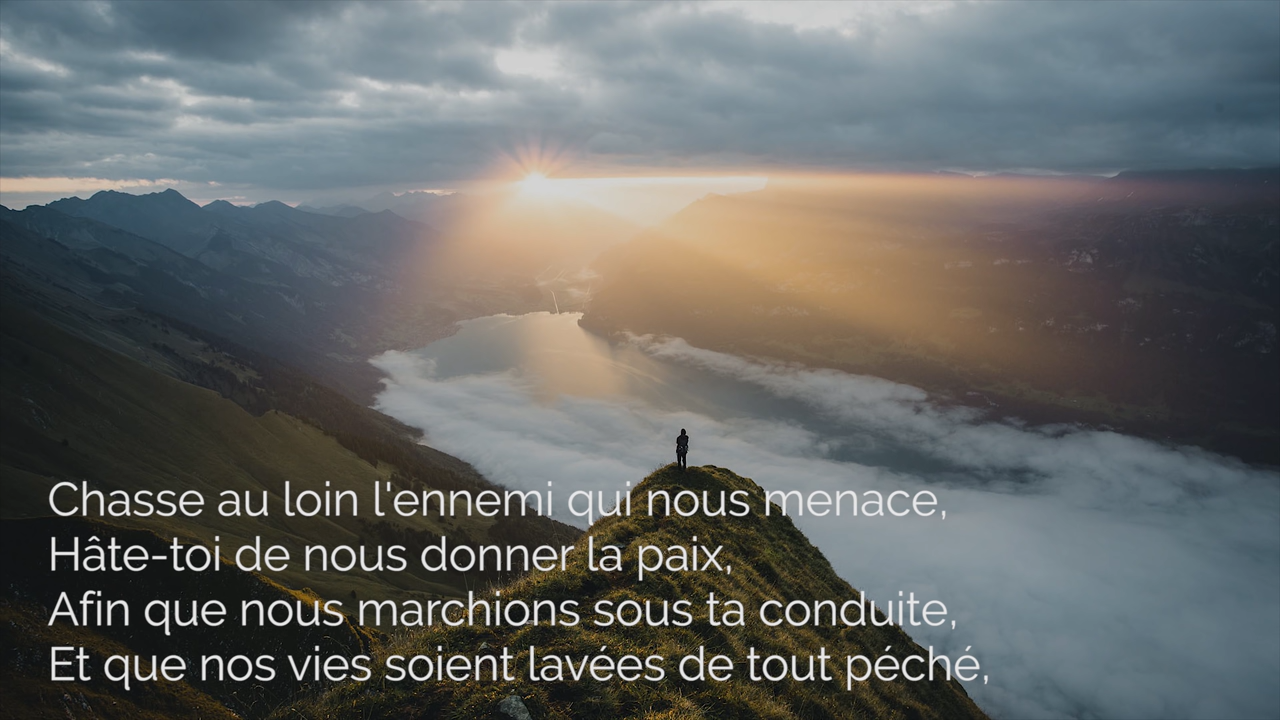 Chasse au loin l'ennemi qui nous menace,
Hâte-toi de nous donner la paix,
Afin que nous marchions sous ta conduite,
Et que nos vies soient lavées de tout péché,